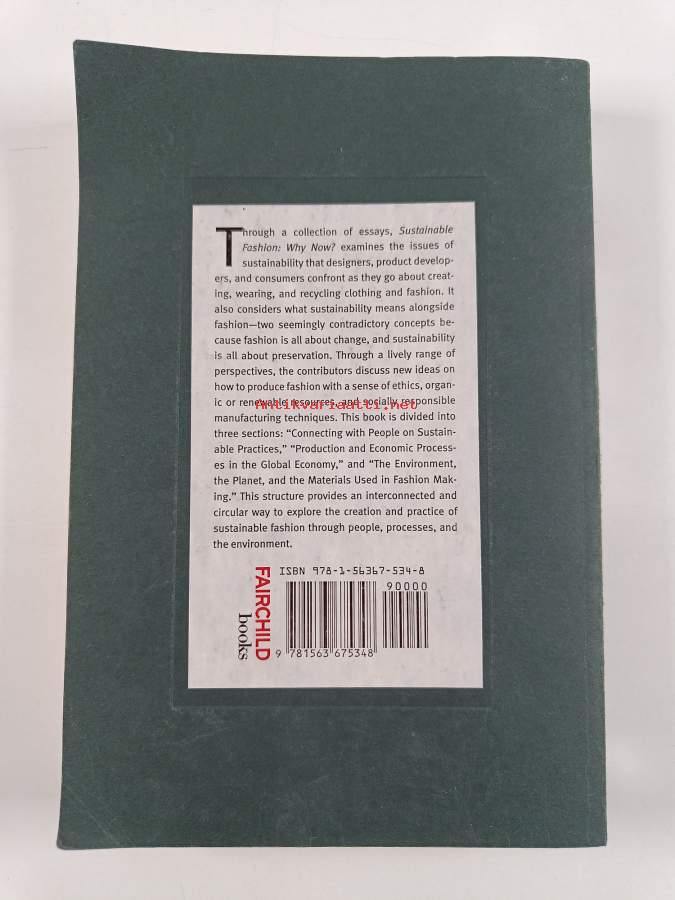 Through a collection of essays, Sustainable
Fashion: Why Now? examines the issues of
sustainability that designers, product develop-
ers, and consumers confront as they go about creat-
ing, wearing, and recycling clothing and fashion. It
also considers what sustainability means alongside
fashion—two seemingly contradictory concepts be-
cause fashion is all about change, and sustainability
is all about preservation. Through a lively range of
perspectives, the contributors discuss new ideas on
how to produce fashion with a sense of ethics, organ-
ic or renewable resources, and socially responsible
Antikvariaatti.net
manufacturing techniques. This book is divided into
three sections: “Connecting with People on Sustain-
able Practices,” “Production and Economic Process-
es in the Global Economy,” and “The Environment,
the Planet, and the Materials Used in Fashion Mak-
ing.” This structure provides an interconnected and
circular way to explore the creation and practice of
sustainable fashion through people, processes, and
the environment.
FAIRCHILD
books
ISBN 978-1-56367-534-8
90000
9 781563 675348